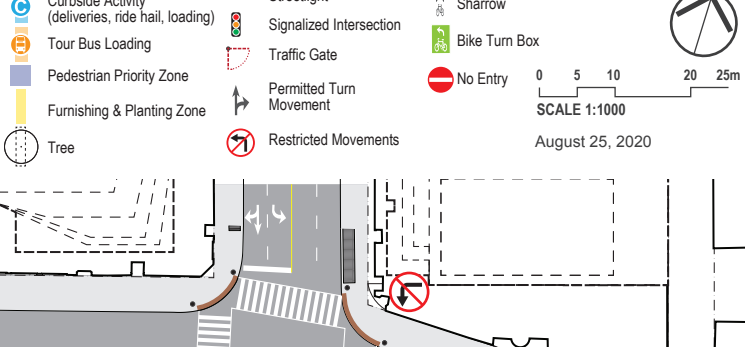 C
Curbside Activity
(deliveries, ride hail, loading)
Tour Bus Loading
Pedestrian Priority Zone
Furnishing & Planting Zone
Tree
Streetlight
Signalized Intersection
Traffic Gate
Permitted Turn
Movement
Restricted Movements
Sharrow
Bike Turn Box
No Entry
0 5 10 20 25m
SCALE 1:1000
August 25, 2020